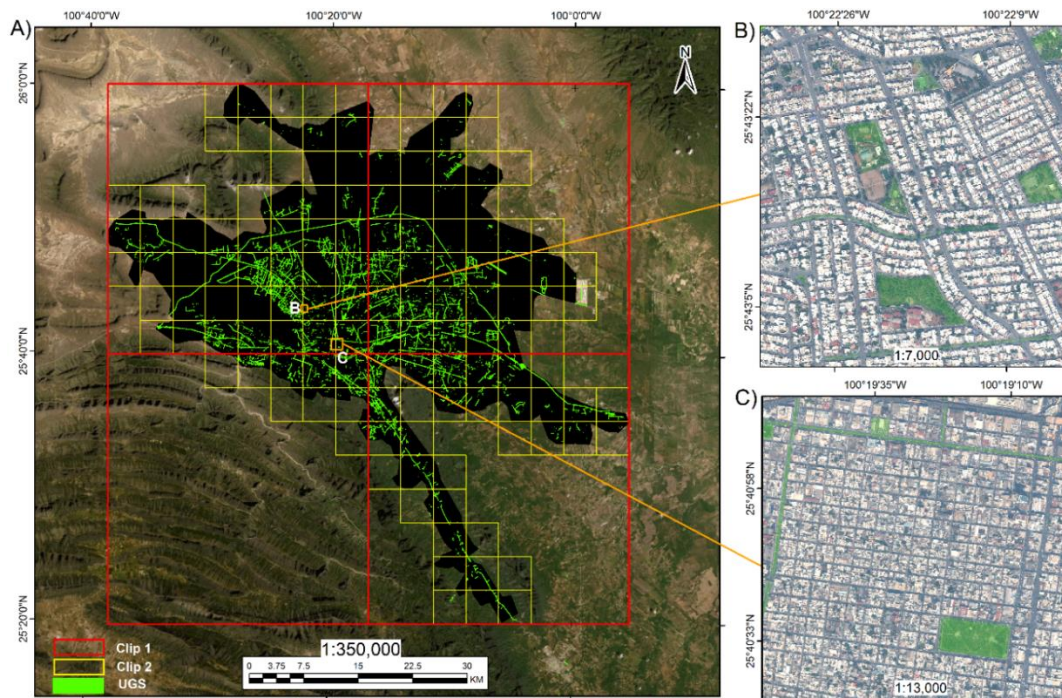 100°40'0"W
100°20'0"W
100°0'0"W
A)
N
26°0'0"N
25°40'0"N
25°20'0"N
B
C
Clip 1
Clip 2
UGS
1:350,000
0 3.75 7.5 15 22.5 30
KM
100°22'26"W
100°22'9"W
B)
25°43'22"N
25°43'5"N
1:7,000
100°19'35"W
100°19'10"W
C)
25°40'58"N
25°40'33"N
1:13,000